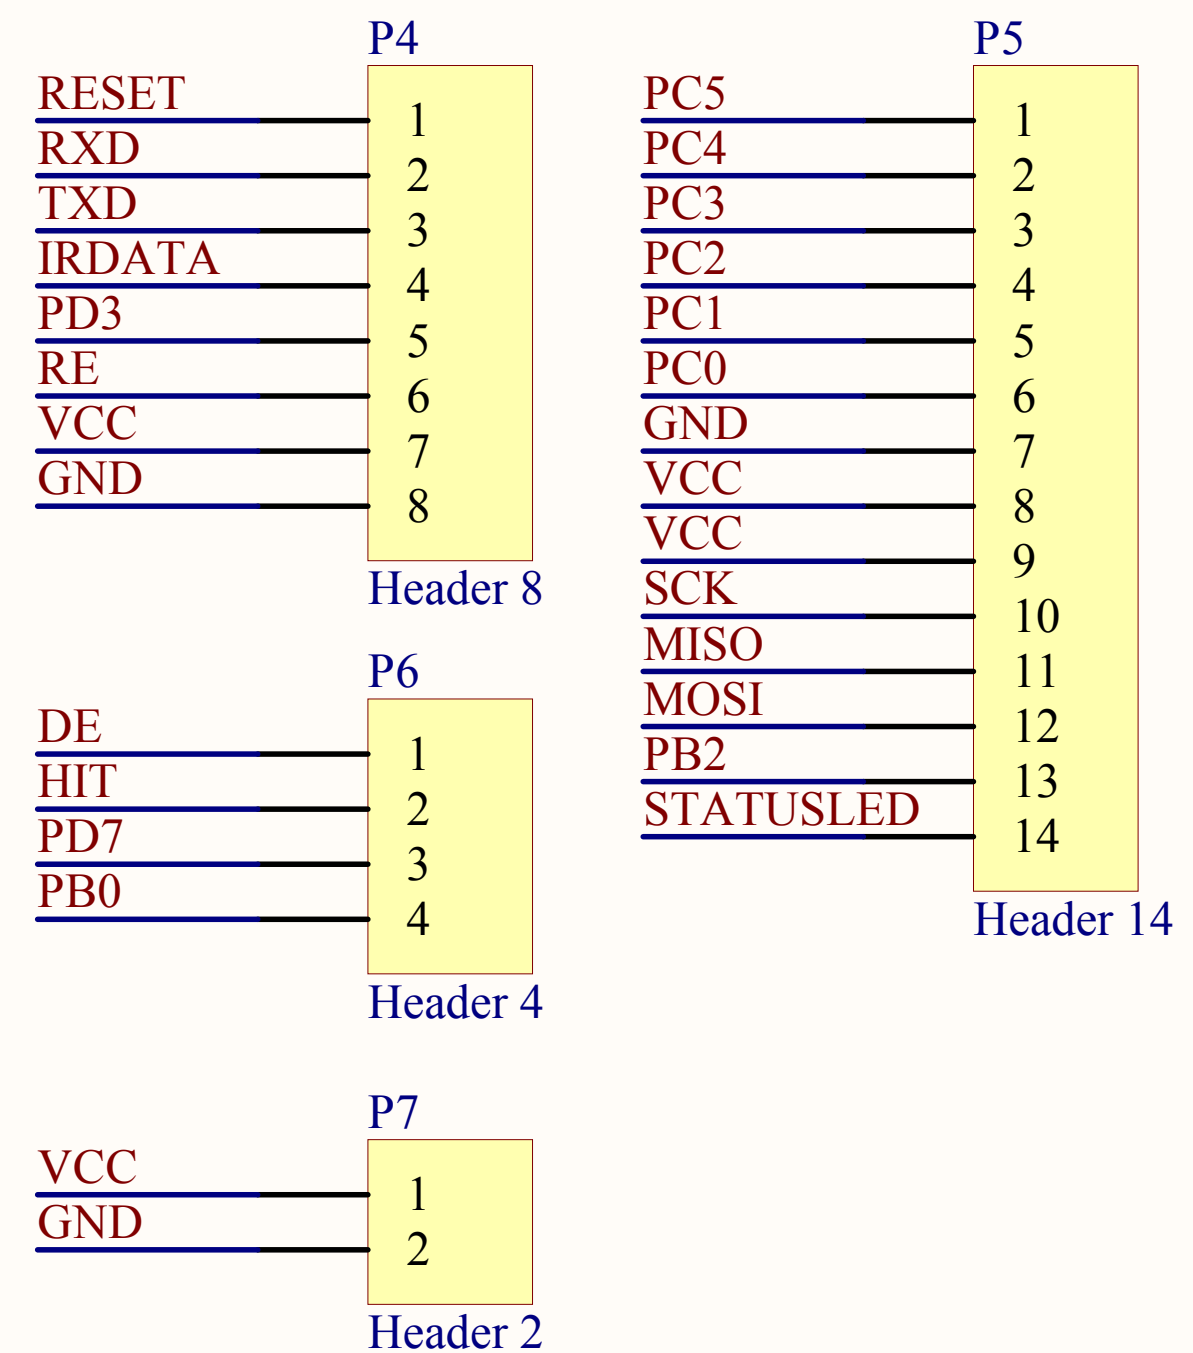 P4
RESET 1
RXD 2
TXD 3
IRDATA 4
PD3 5
RE 6
VCC 7
GND 8
Header 8
P6
DE 1
HIT 2
PD7 3
PB0 4
Header 4
P7
VCC 1
GND 2
Header 2
P5
PC5 1
PC4 2
PC3 3
PC2 4
PC1 5
PC0 6
GND 7
VCC 8
VCC 9
SCK 10
MISO 11
MOSI 12
PB2 13
STATUSLED 14
Header 14